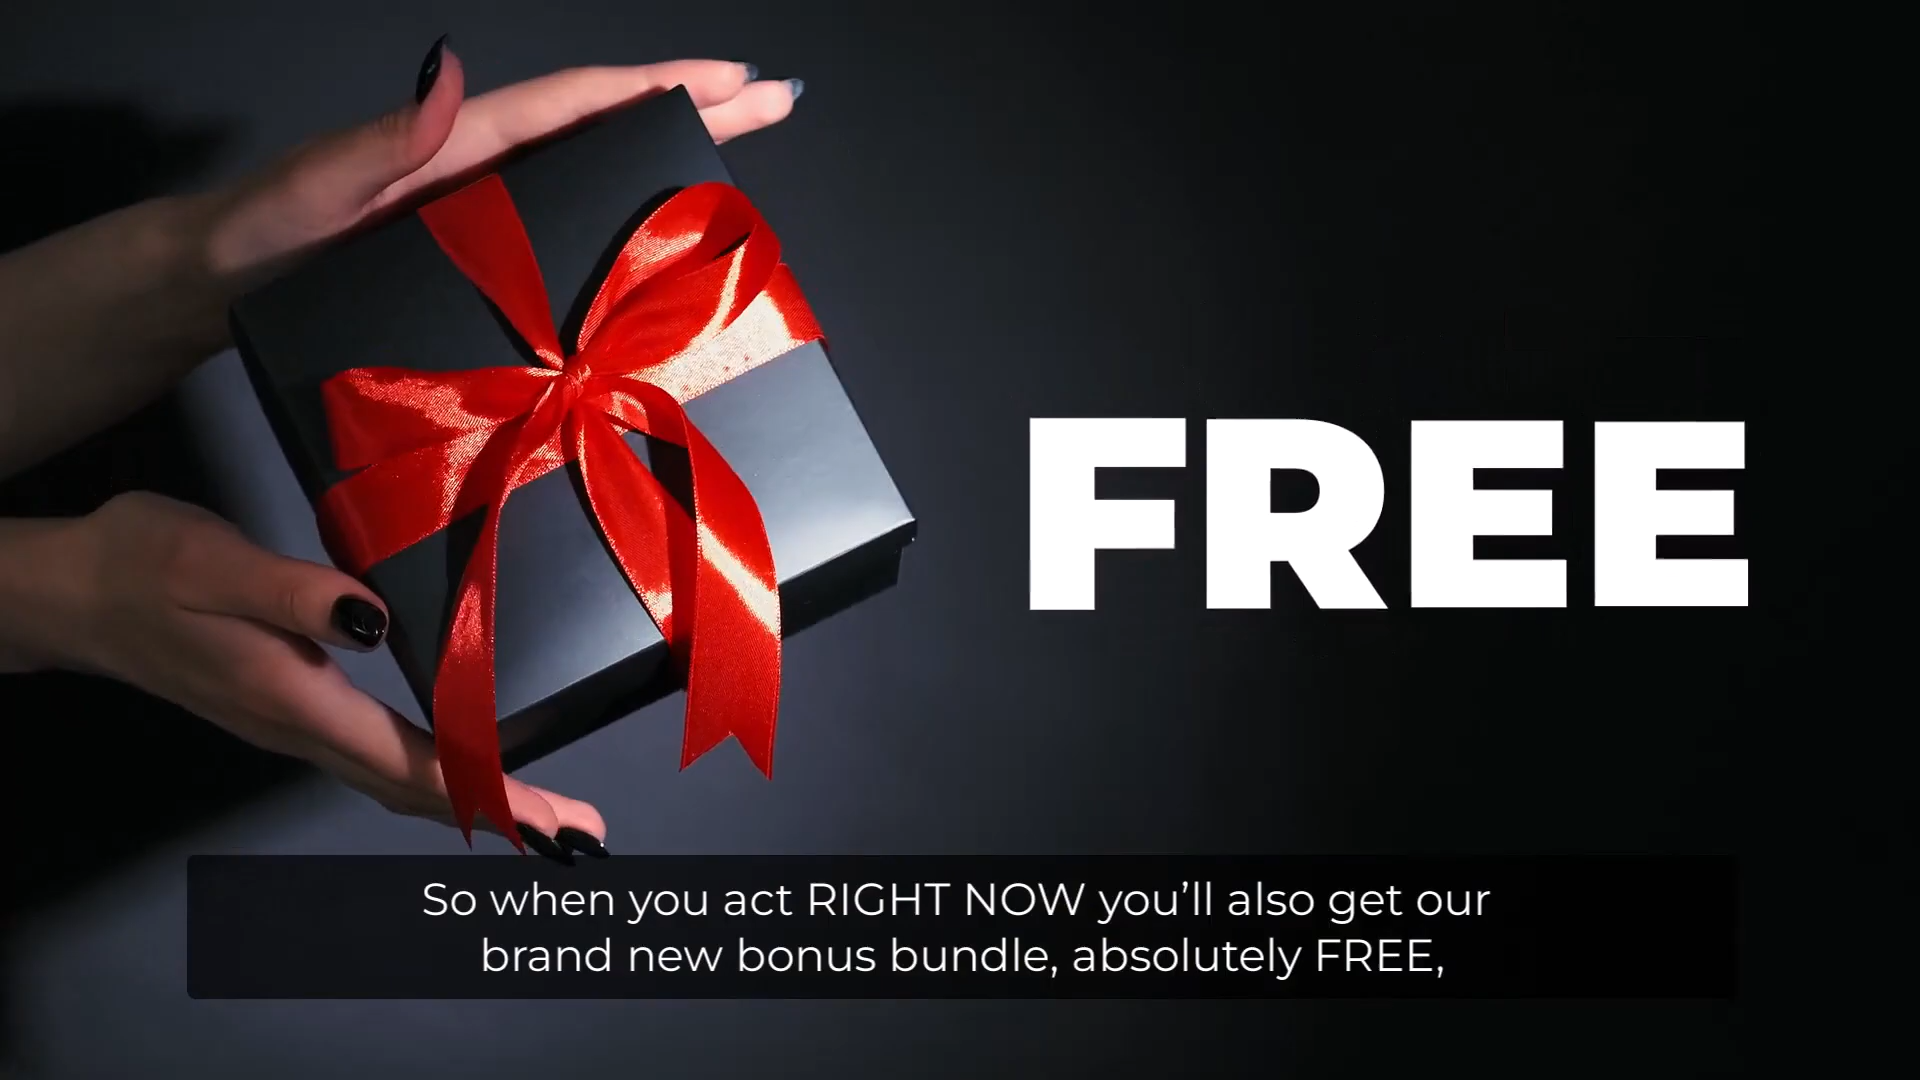 FREE
So when you act RIGHT NOW you’ll also get our
brand new bonus bundle, absolutely FREE,